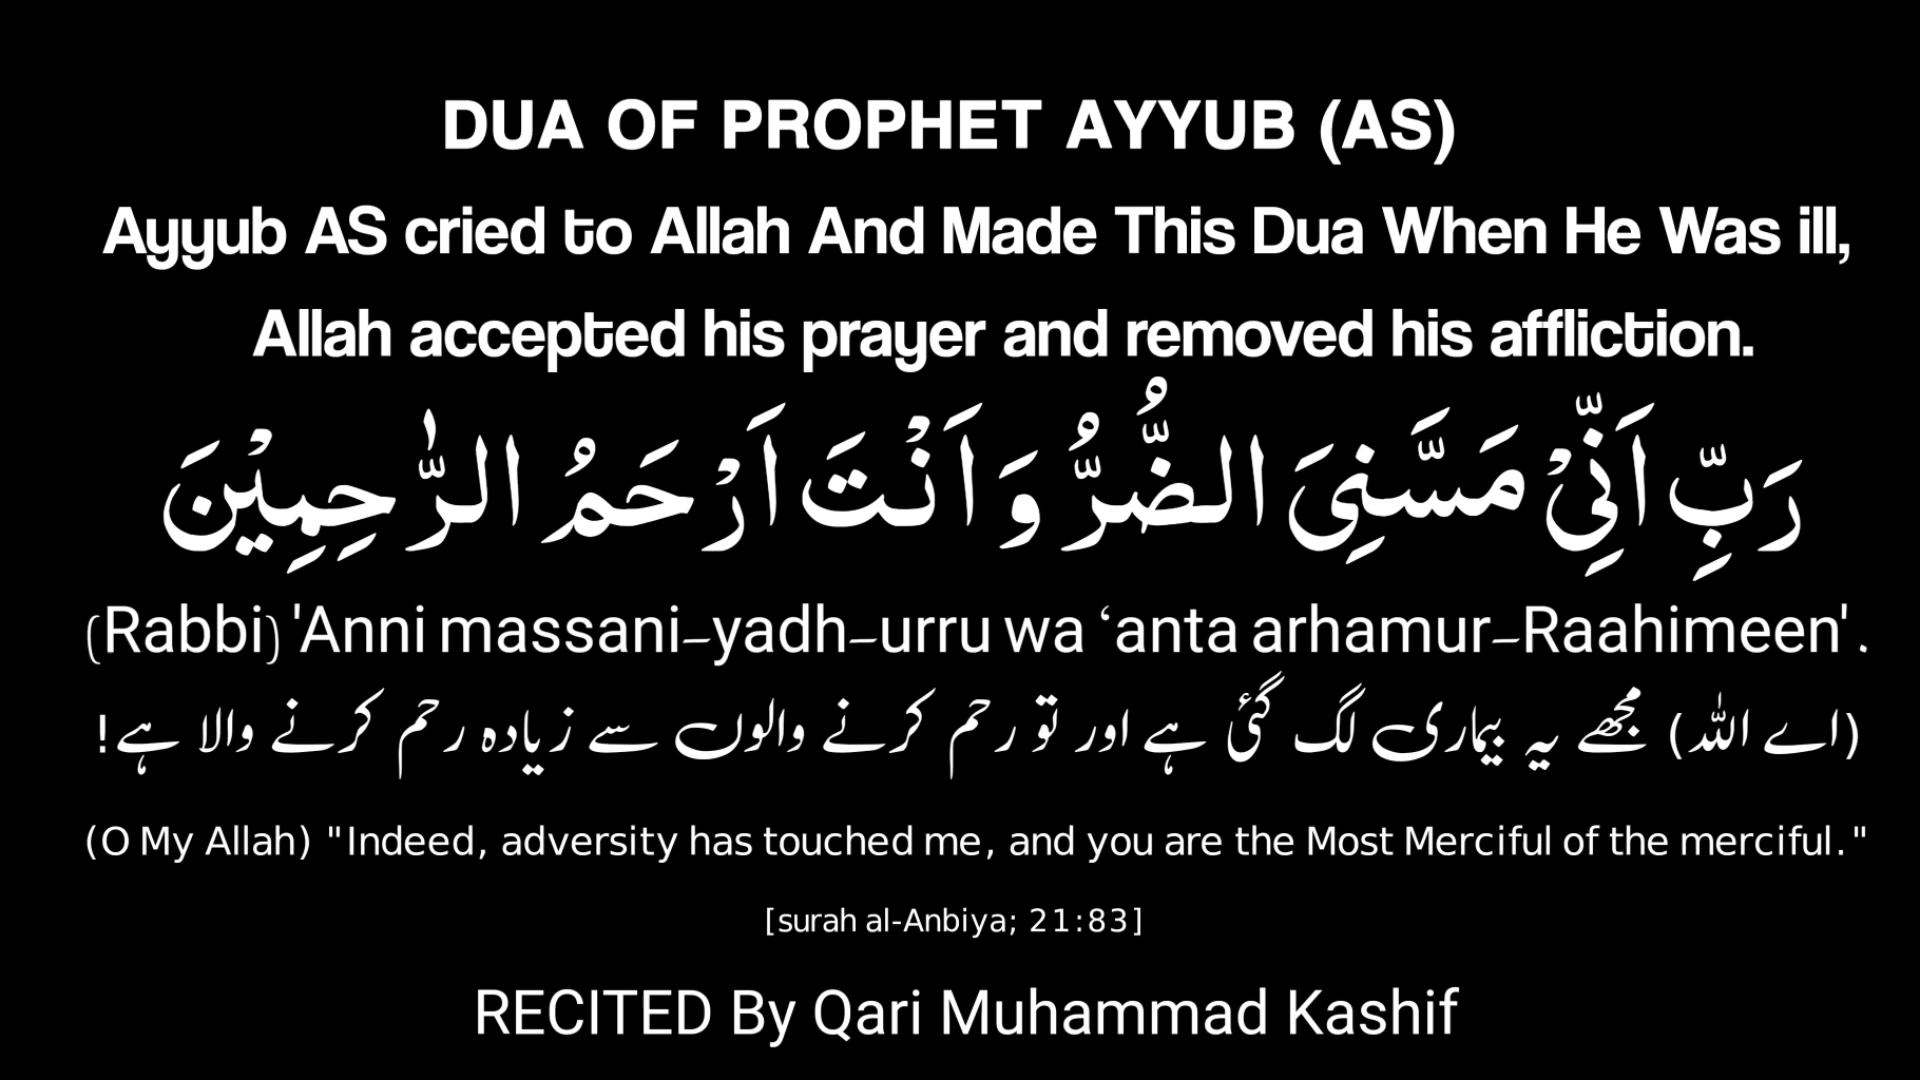 DUA OF PROPHET AYYUB (AS)
Ayyub AS cried to Allah And Made This Dua When He Was ill,
Allah accepted his prayer and removed his affliction.
رَبِّ اَنِّیْ مَسَّنِیَ الضُّرُّ وَ اَنْتَ اَرْحَمُ الرّٰحِمِیْنَ
(Rabbi) 'Anni massani–yadh–urru wa ‘anta arhamur–Raahimeen' .
(اے اللہ) مجھے یہ بیماری لگ گئی ہے اور تو رحم کرنے والوں سے زیادہ رحم کرنے والا ہے!
(O My Allah) "Indeed, adversity has touched me, and you are the Most Merciful of the merciful."
[surah al-Anbiya; 21:83]
RECITED By Qari Muhammad Kashif